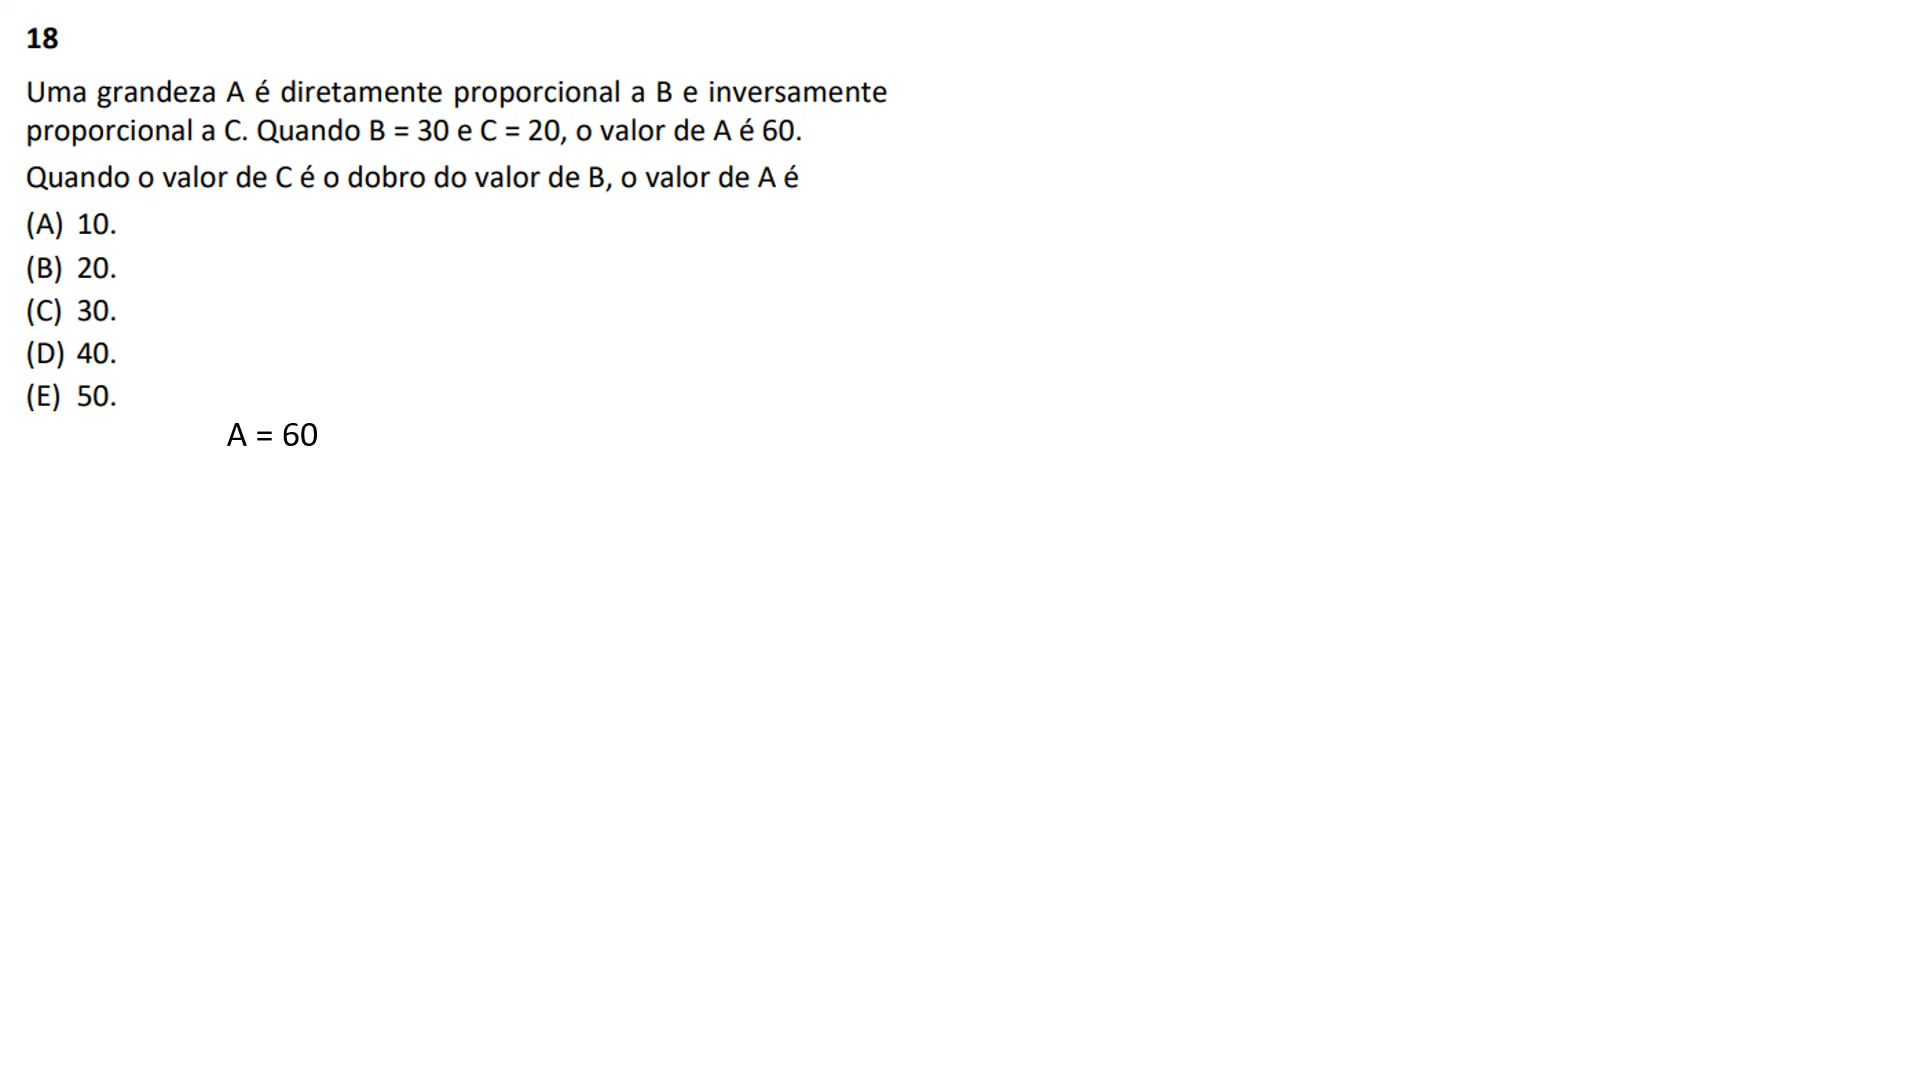 18
Uma grandeza A é diretamente proporcional a B e inversamente
proporcional a C. Quando B = 30 e C = 20, o valor de A é 60.
Quando o valor de C é o dobro do valor de B, o valor de A é
(A) 10.
(B) 20.
(C) 30.
(D) 40.
(E) 50.
A = 60